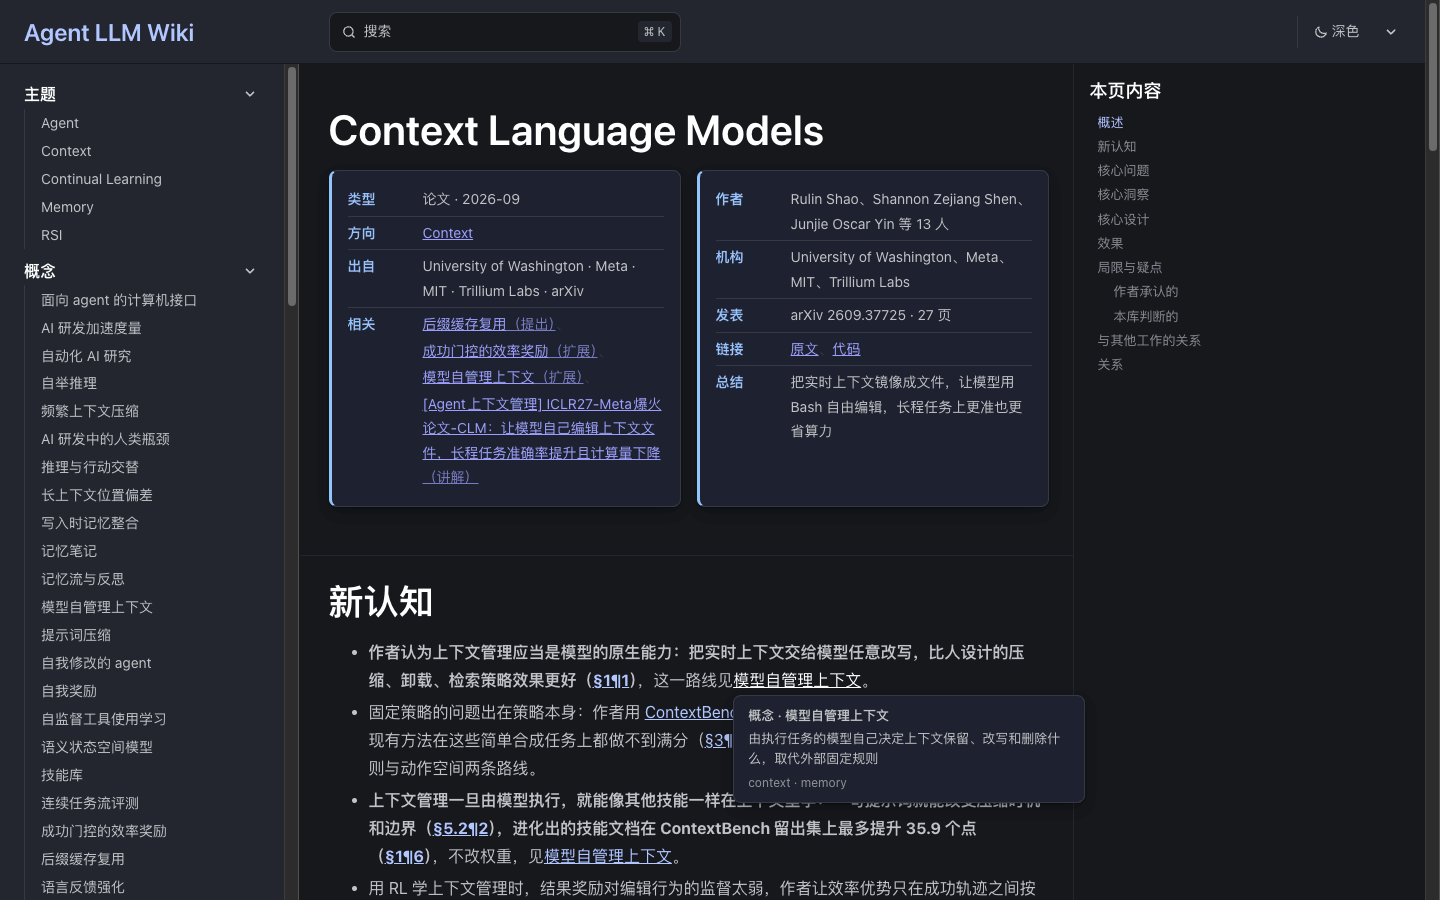 Agent LLM Wiki
搜索
⌘ K
深色
主题
Agent
Context
Continual Learning
Memory
RSI
概念
面向 agent 的计算机接口
AI 研发加速度量
自动化 AI 研究
自举推理
频繁上下文压缩
AI 研发中的人类瓶颈
推理与行动交替
长上下文位置偏差
写入时记忆整合
记忆笔记
记忆流与反思
模型自管理上下文
提示词压缩
自我修改的 agent
自我奖励
自监督工具使用学习
语义状态空间模型
技能库
连续任务流评测
成功门控的效率奖励
后缀缓存复用
语言反馈强化
Context Language Models
类型
论文 · 2026-09
方向
Context
出自
University of Washington · Meta ·
MIT · Trillium Labs · arXiv
相关
后缀缓存复用（提出）
成功门控的效率奖励（扩展）
模型自管理上下文（扩展）
[Agent上下文管理] ICLR27-Meta爆火
论文-CLM：让模型自己编辑上下文文
件，长程任务准确率提升且计算量下降
（讲解）
作者
Rulin Shao、Shannon Zejiang Shen、
Junjie Oscar Yin 等 13 人
机构
University of Washington、Meta、
MIT、Trillium Labs
发表
arXiv 2609.37725 · 27 页
链接
原文 代码
总结
把实时上下文镜像成文件，让模型用
Bash 自由编辑，长程任务上更准也更
省算力
新认知
• 作者认为上下文管理应当是模型的原生能力：把实时上下文交给模型任意改写，比人设计的压
缩、卸载、检索策略效果更好（§1¶1），这一路线见模型自管理上下文。
• 固定策略的问题出在策略本身：作者用 ContextBenc
现有方法在这些简单合成任务上都做不到满分（§3¶
则与动作空间两条路线。
• 上下文管理一旦由模型执行，就能像其他技能一样在
和边界（§5.2¶2），进化出的技能文档在 ContextBench 留出集上最多提升 35.9 个点
（§1¶6），不改权重，见模型自管理上下文。
• 用 RL 学上下文管理时，结果奖励对编辑行为的监督太弱，作者让效率优势只在成功轨迹之间按
概念 · 模型自管理上下文
由执行任务的模型自己决定上下文保留、改写和删除什
么，取代外部固定规则
context · memory
本页内容
概述
新认知
核心问题
核心洞察
核心设计
效果
局限与疑点
作者承认的
本库判断的
与其他工作的关系
关系